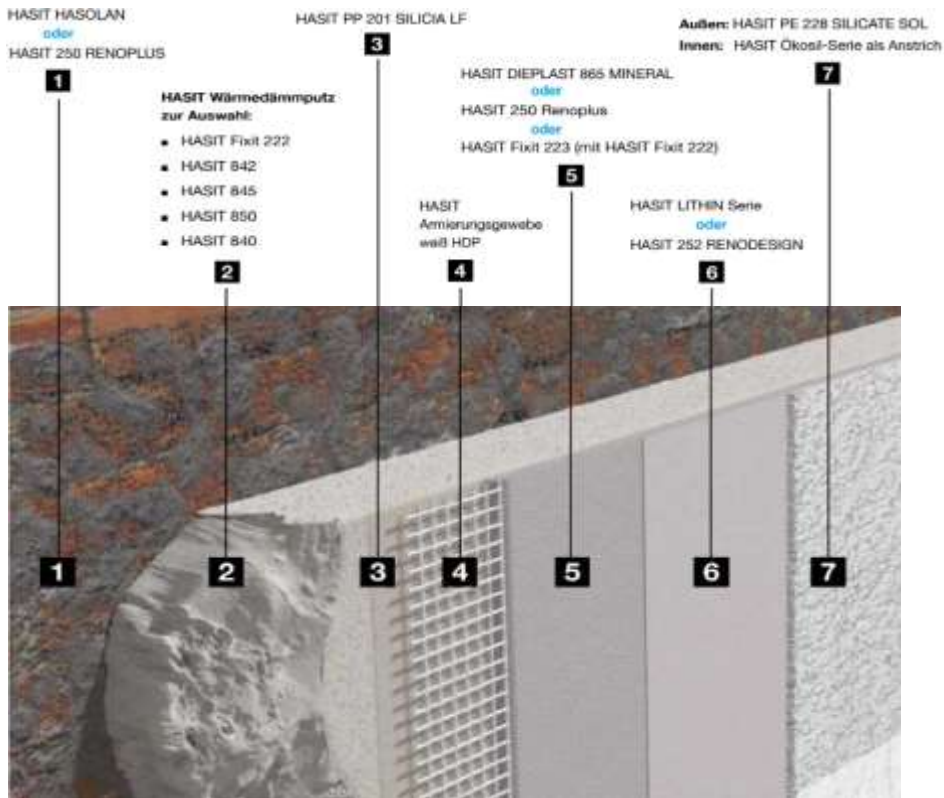 HASIT HASOLAN
oder
HASIT 250 RENOPLUS
1
HASIT Wärmedämmputz
zur Auswahl:
▪ HASIT Fixit 222
▪ HASIT 842
▪ HASIT 845
▪ HASIT 850
▪ HASIT 840
2
HASIT PP 201 SILICIA LF
3
HASIT
Armierungsgewebe
weiß HDP
4
HASIT DIEPLAST 865 MINERAL
oder
HASIT 250 Renoplus
oder
HASIT Fixit 223 (mit HASIT Fixit 222)
5
HASIT LITHIN Serie
oder
HASIT 252 RENODESIGN
6
Außen: HASIT PE 228 SILICATE SOL
Innen: HASIT Ökosil-Serie als Anstrich
7
1 2 3 4 5 6 7